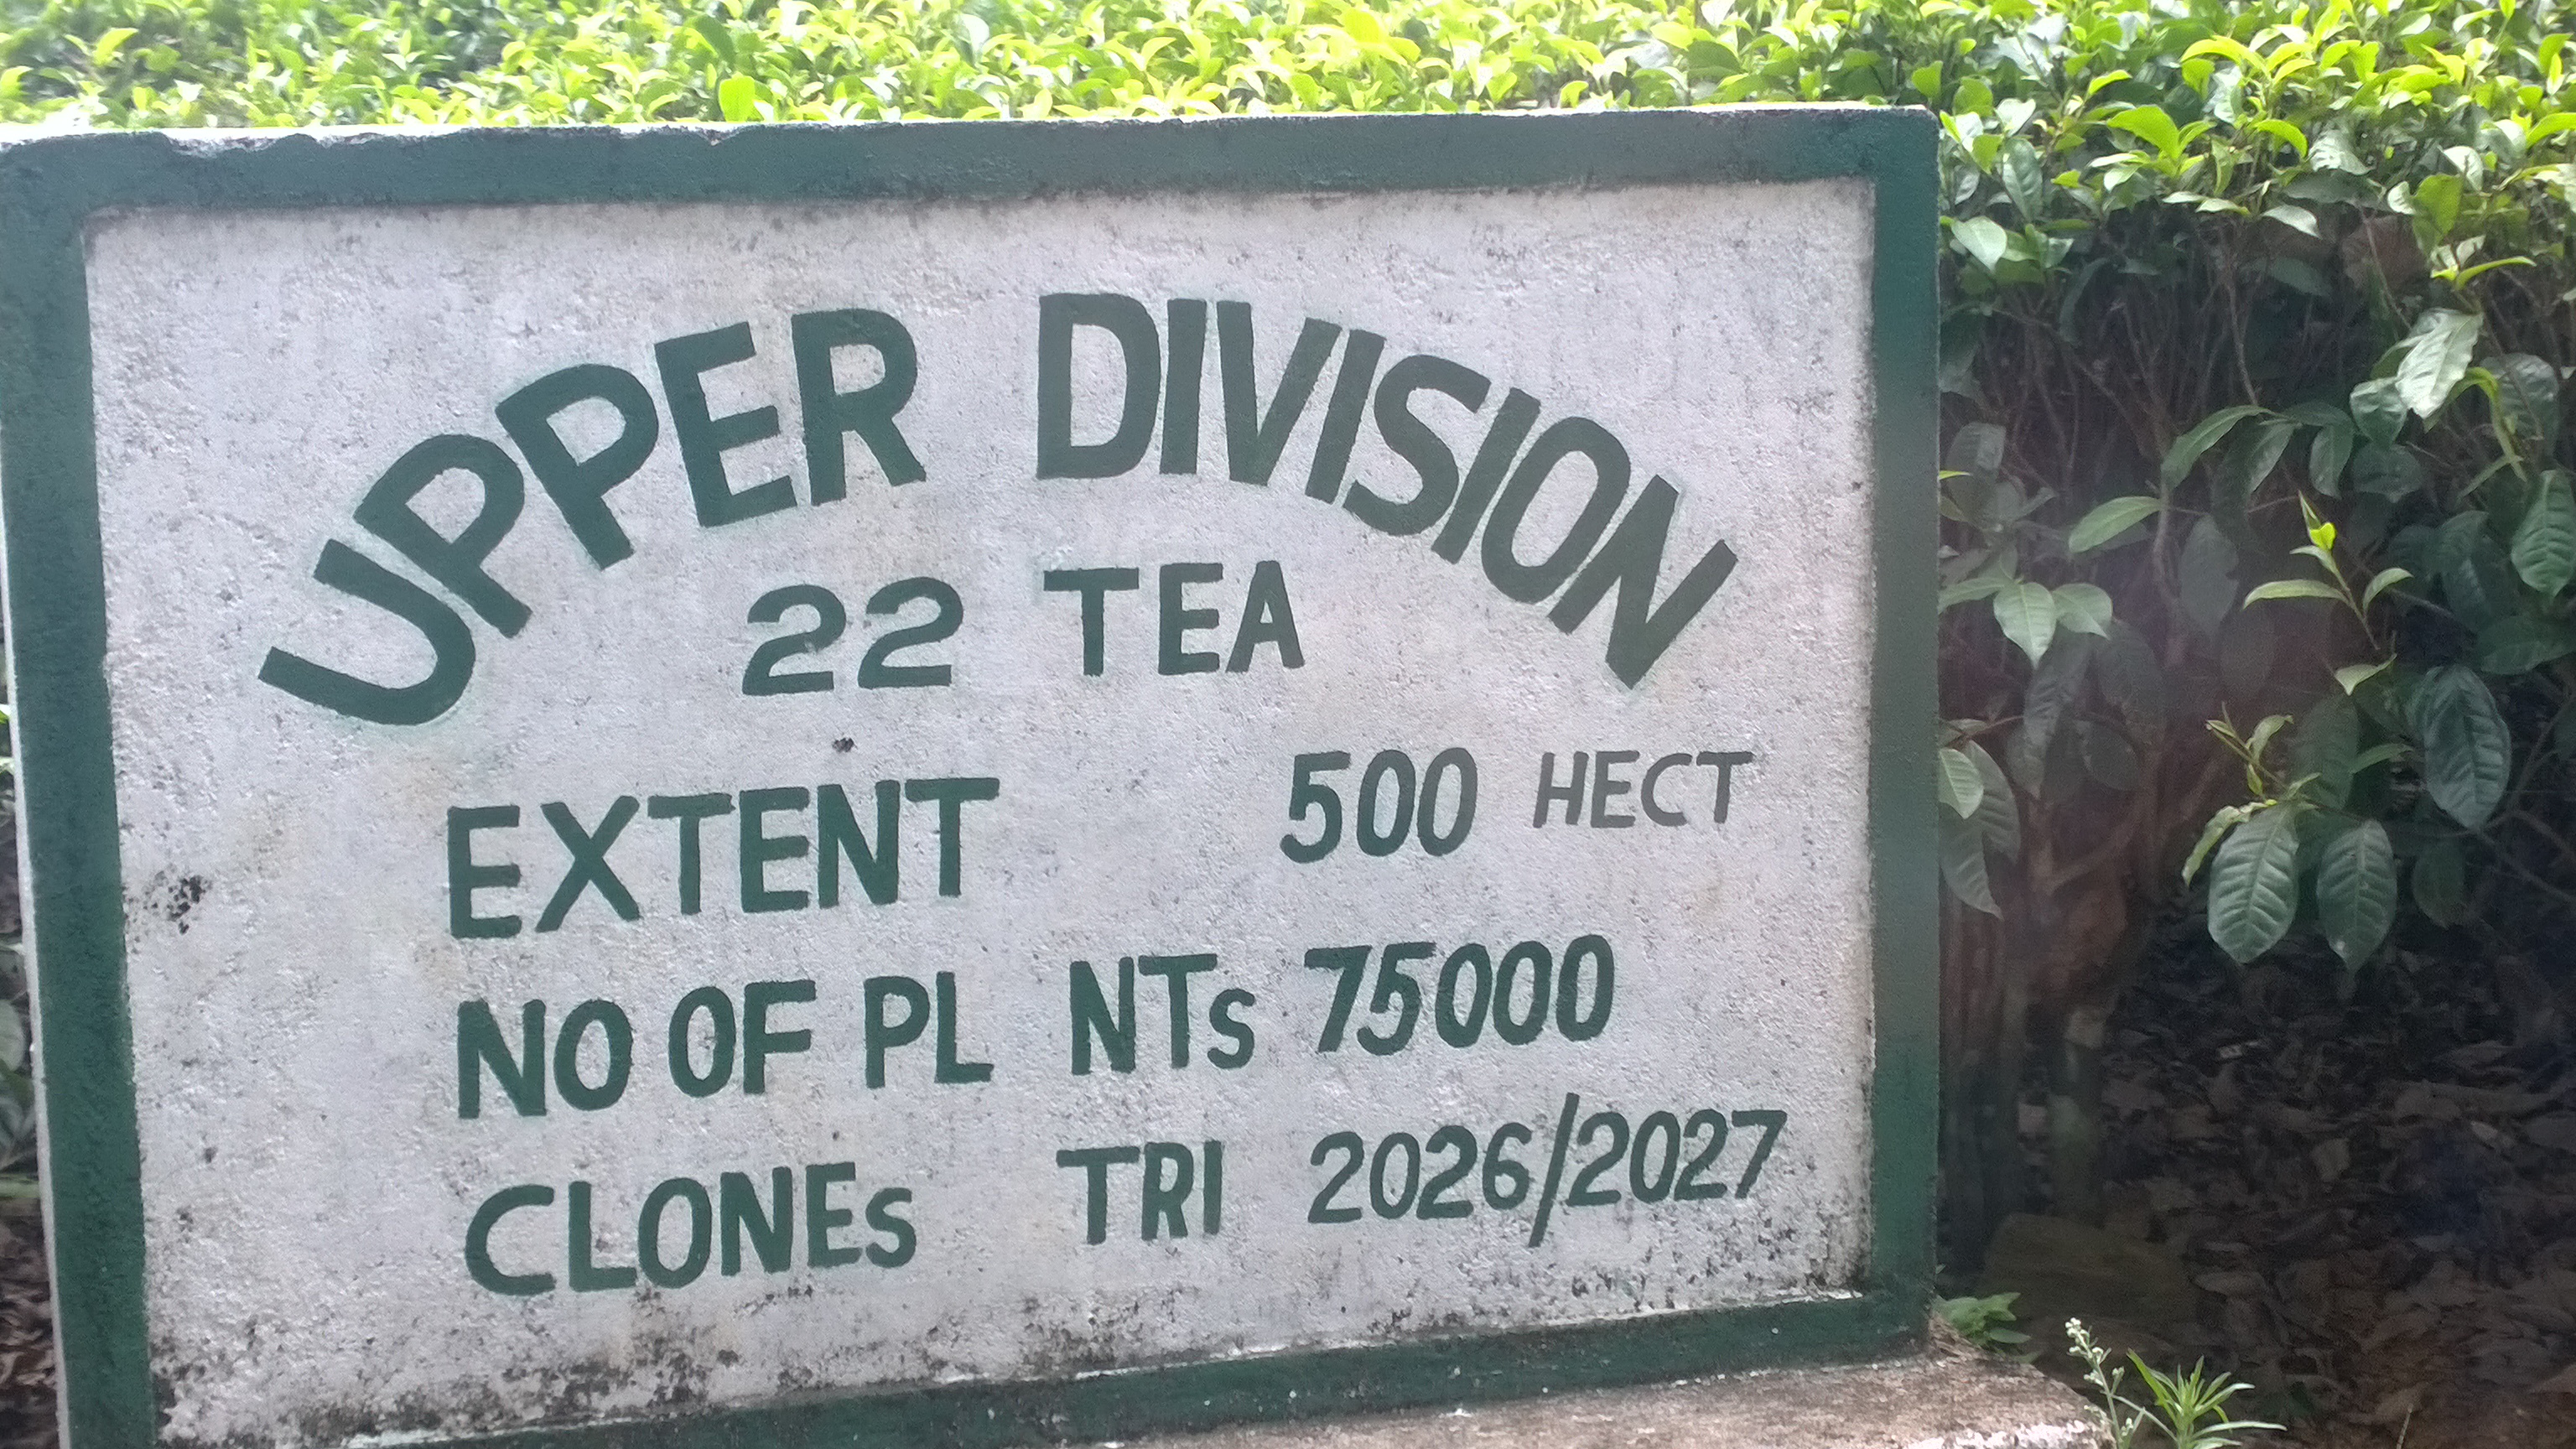 UPPER DIVISION
22 TEA
EXTENT 500 HECT
NO OF PL NTs 75000
CLONEs TRI 2026/2027